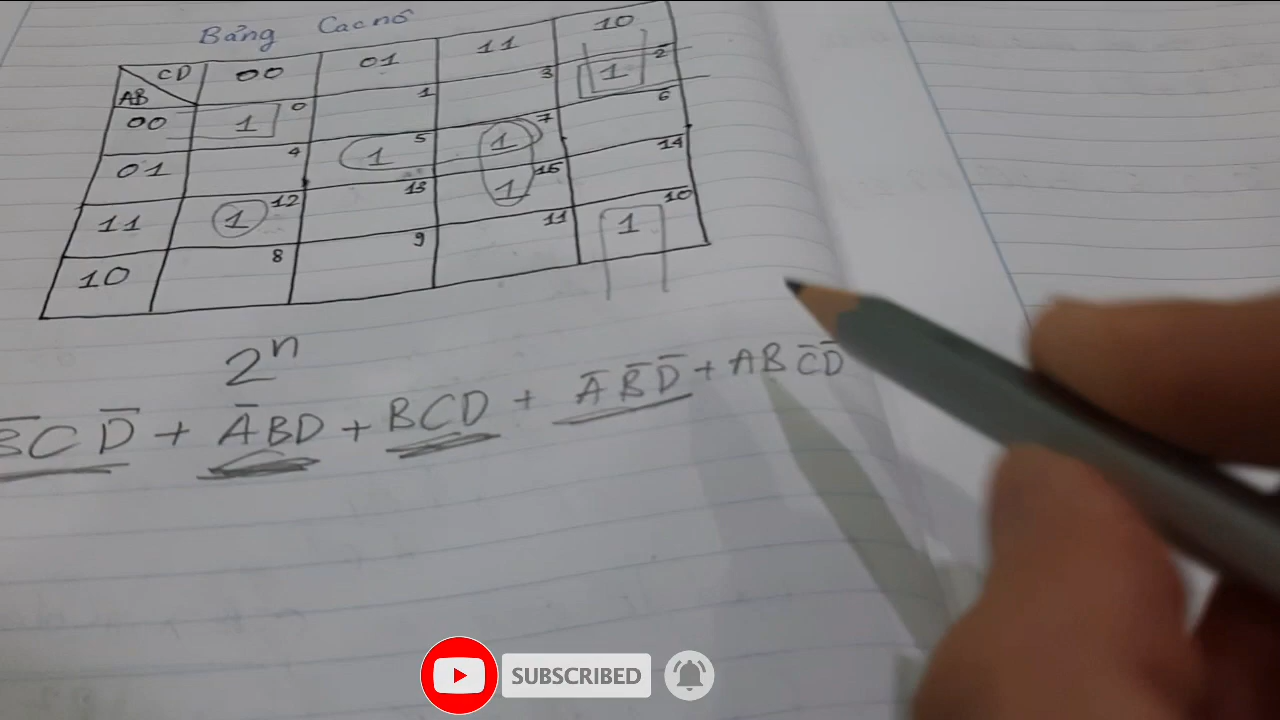 Bảng Cacnô
CD 00 01 11 10
AB
00 1 0 1 3 1 2
01 4 1 5 1 7 6
11 1 12 13 1 15 14
10 8 9 11 1 10
2ⁿ
B̅CD̅ + A̅BD + BCD + A̅B̅D̅ + ABC̅D̅
SUBSCRIBED